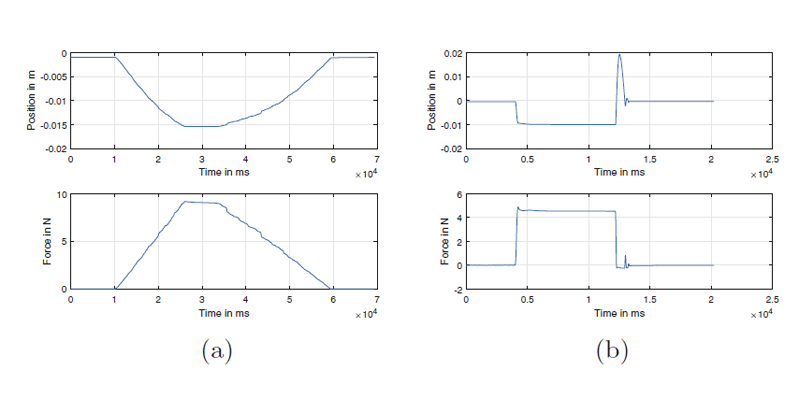 0
-0.005
-0.01
-0.015
-0.02
Position in m
0 1 2 3 4 5 6 7
Time in ms
×10⁴
0.02
0.01
0
-0.01
-0.02
Position in m
0 0.5 1 1.5 2 2.5
Time in ms
×10⁴
10
5
0
Force in N
0 1 2 3 4 5 6 7
Time in ms
×10⁴
6
4
2
0
-2
Force in N
0 0.5 1 1.5 2 2.5
Time in ms
×10⁴
(a)
(b)